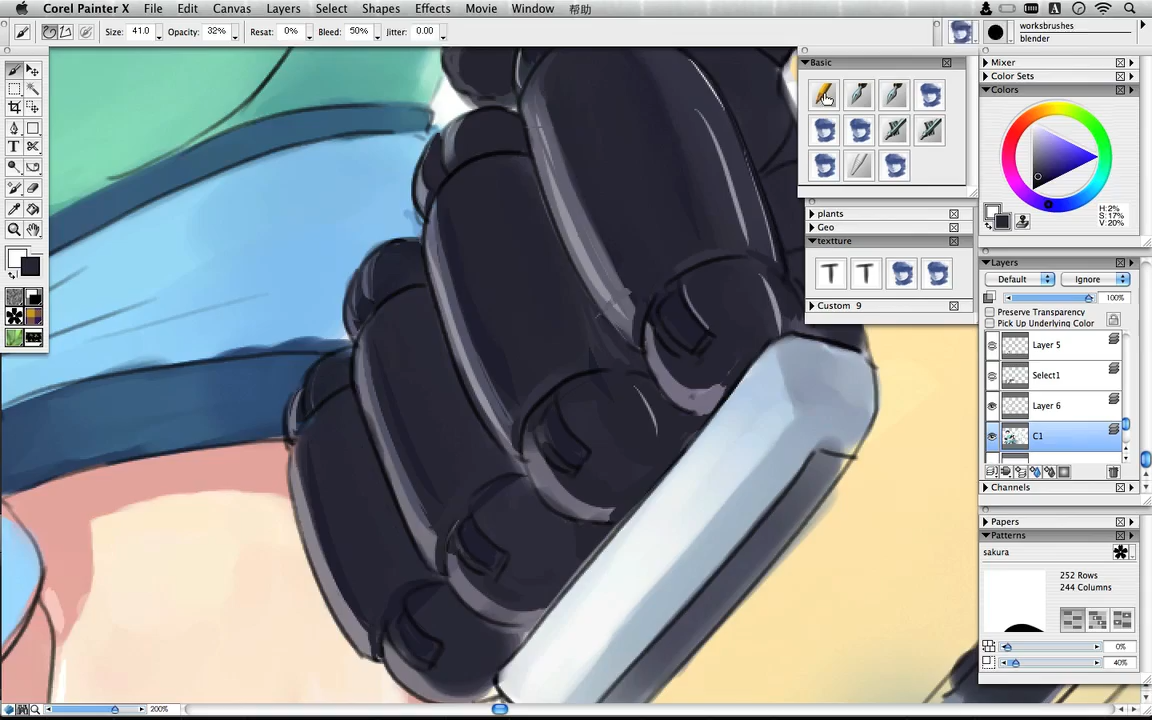 Corel Painter X File Edit Canvas Layers Select Shapes Effects Movie Window 帮助
Size: 41.0 Opacity: 32% Resat: 0% Bleed: 50% Jitter: 0.00
worksbrushes
blender
Basic
Mixer
Color Sets
Colors
H: 2%
S: 17%
V: 20%
plants
Geo
textture
T T
Custom 9
Layers
Default Ignore
100%
Preserve Transparency
Pick Up Underlying Color
Layer 5
Select1
Layer 6
C1
Channels
Papers
Patterns
sakura
252 Rows
244 Columns
0%
40%
200%